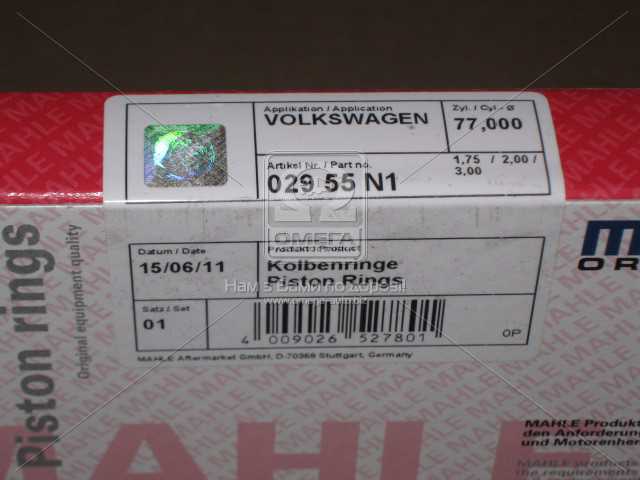 Applikation / Application
VOLKSWAGEN
Zyl. / Cyl.- Ø
77,000
Artikel Nr. / Part no.
029 55 N1
1,75 / 2,00 /
3,00
Datum / Date
15/06/11
Produkt / Product
Kolbenringe
Piston Rings
Satz / Set
01
4 009026 527801
0P
MAHLE Aftermarket GmbH, D-70369 Stuttgart, Germany
Piston rings
Original equipment quality
ОМЕГА
Нам з Вами по дорозі
MAHLE Produkt
den Anforderung
und Motorenher
MAHLE products
the requirements
MAHLE